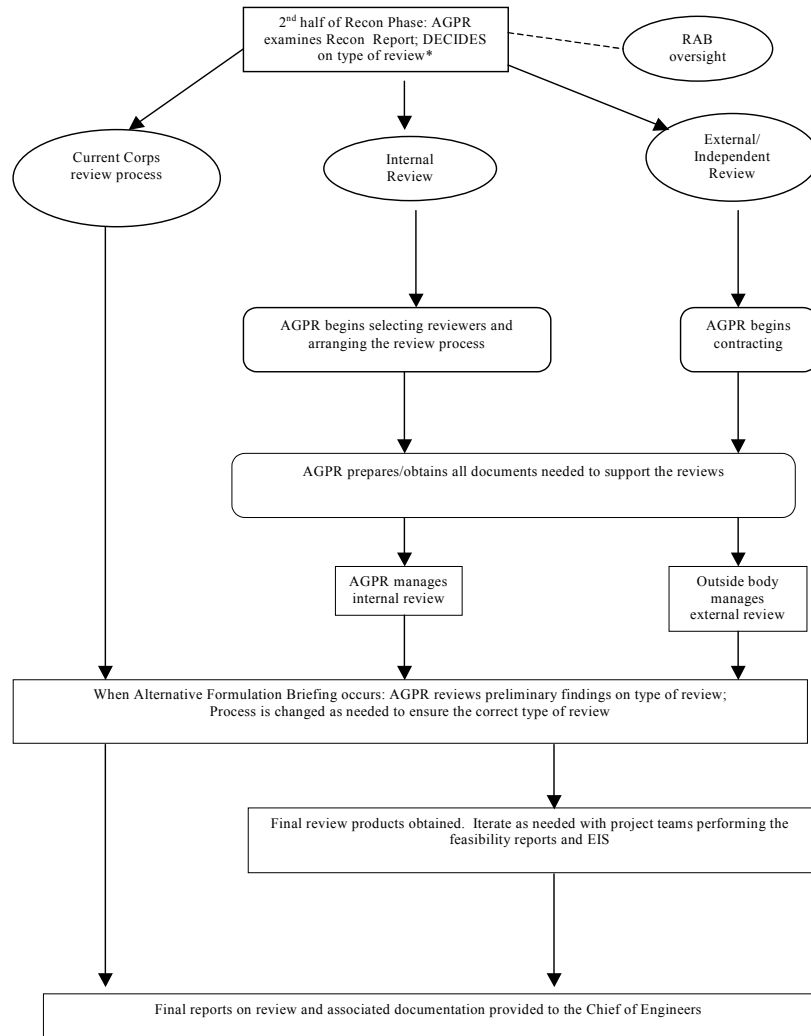 2nd half of Recon Phase: AGPR
examines Recon Report; DECIDES
on type of review*
RAB
oversight
Current Corps
review process
Internal
Review
External/
Independent
Review
AGPR begins selecting reviewers and
arranging the review process
AGPR begins
contracting
AGPR prepares/obtains all documents needed to support the reviews
AGPR manages
internal review
Outside body
manages
external review
When Alternative Formulation Briefing occurs: AGPR reviews preliminary findings on type of review;
Process is changed as needed to ensure the correct type of review
Final review products obtained. Iterate as needed with project teams performing the
feasibility reports and EIS
Final reports on review and associated documentation provided to the Chief of Engineers